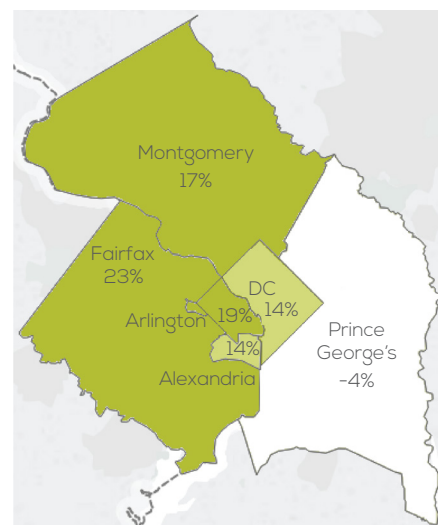 Montgomery
17%
Fairfax
23%
DC
14%
19%
Arlington
14%
Alexandria
Prince
George's
-4%